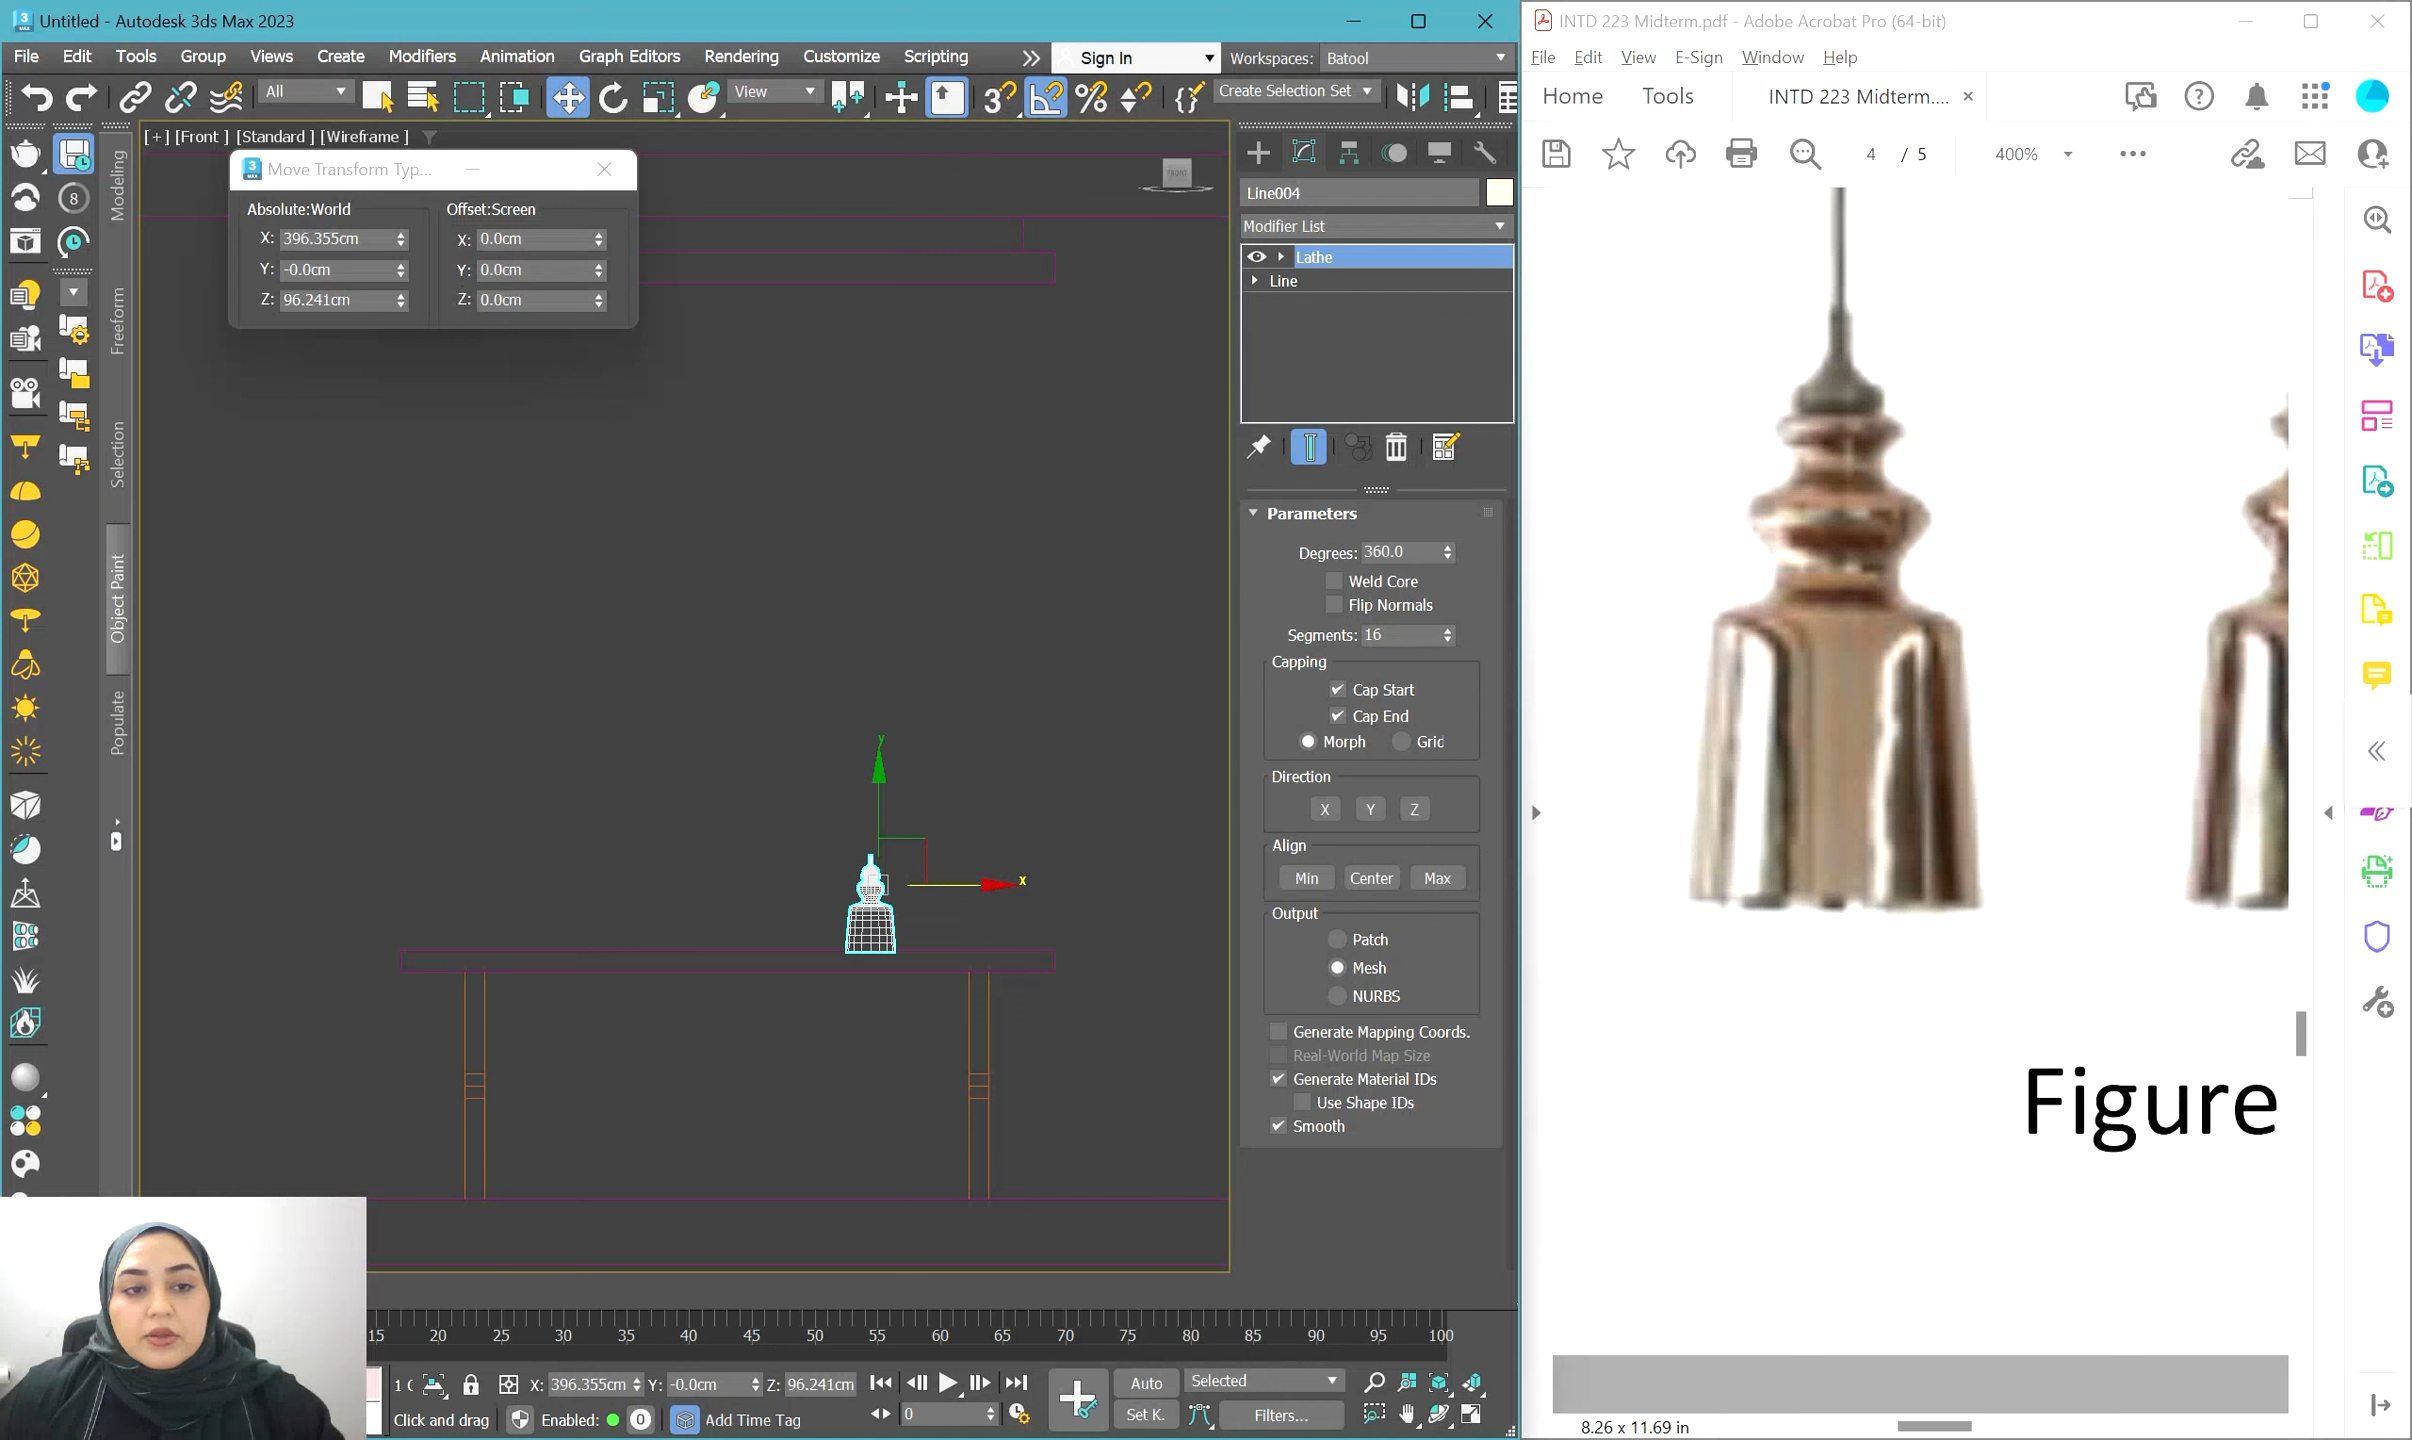 Untitled - Autodesk 3ds Max 2023
File Edit Tools Group Views Create Modifiers Animation Graph Editors Rendering Customize Scripting
Sign In
Workspaces: Batool
All
View
Create Selection Set
[ + ] [Front ] [Standard ] [Wireframe ]
Move Transform Typ...
Absolute:World
X: 396.355cm
Y: -0.0cm
Z: 96.241cm
Offset:Screen
X: 0.0cm
Y: 0.0cm
Z: 0.0cm
Modeling
Freeform
Selection
Object Paint
Populate
8
FRONT
y
x
Line004
Modifier List
Lathe
Line
Parameters
Degrees: 360.0
Weld Core
Flip Normals
Segments: 16
Capping
Cap Start
Cap End
Morph
Grid
Direction
X Y Z
Align
Min Center Max
Output
Patch
Mesh
NURBS
Generate Mapping Coords.
Real-World Map Size
Generate Material IDs
Use Shape IDs
Smooth
15 20 25 30 35 40 45 50 55 60 65 70 75 80 85 90 95 100
X: 396.355cm Y: -0.0cm Z: 96.241cm
Auto
Selected
Click and drag
Enabled:
0
Add Time Tag
0
Set K.
Filters...
INTD 223 Midterm.pdf - Adobe Acrobat Pro (64-bit)
File Edit View E-Sign Window Help
Home
Tools
INTD 223 Midterm....
4 / 5
400%
Figure
8.26 x 11.69 in